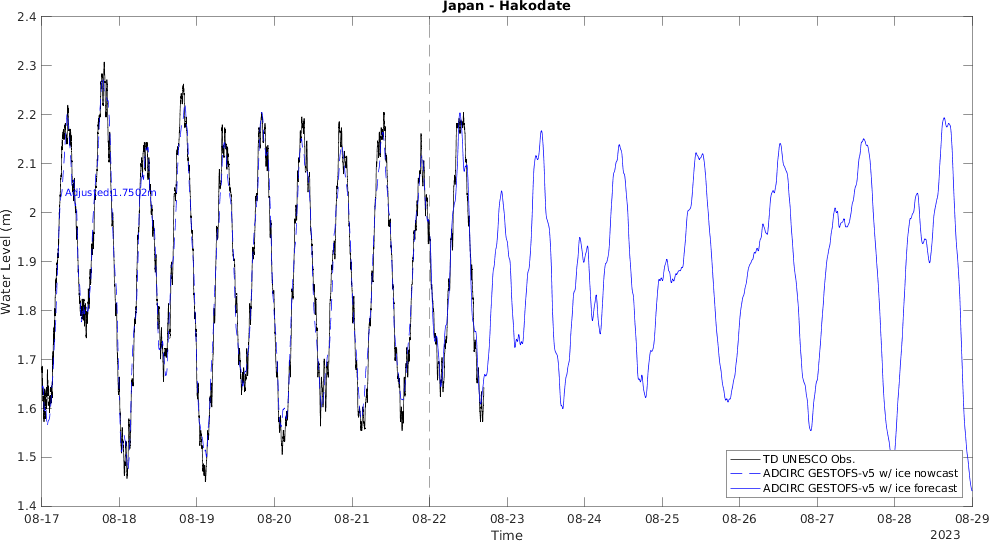 Japan - Hakodate
2.4
2.3
2.2
2.1
2
1.9
1.8
1.7
1.6
1.5
1.4
Water Level (m)
Adjusted:1.7502m
TD UNESCO Obs.
ADCIRC GESTOFS-v5 w/ ice nowcast
ADCIRC GESTOFS-v5 w/ ice forecast
08-17 08-18 08-19 08-20 08-21 08-22 08-23 08-24 08-25 08-26 08-27 08-28 08-29
Time
2023